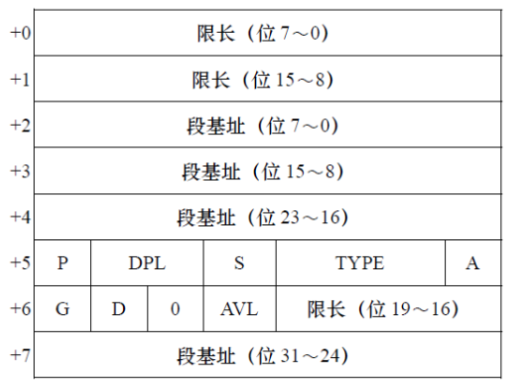 +0 限长（位 7～0）
+1 限长（位 15～8）
+2 段基址（位 7～0）
+3 段基址（位 15～8）
+4 段基址（位 23～16）
+5 P DPL S TYPE A
+6 G D 0 AVL 限长（位 19～16）
+7 段基址（位 31～24）